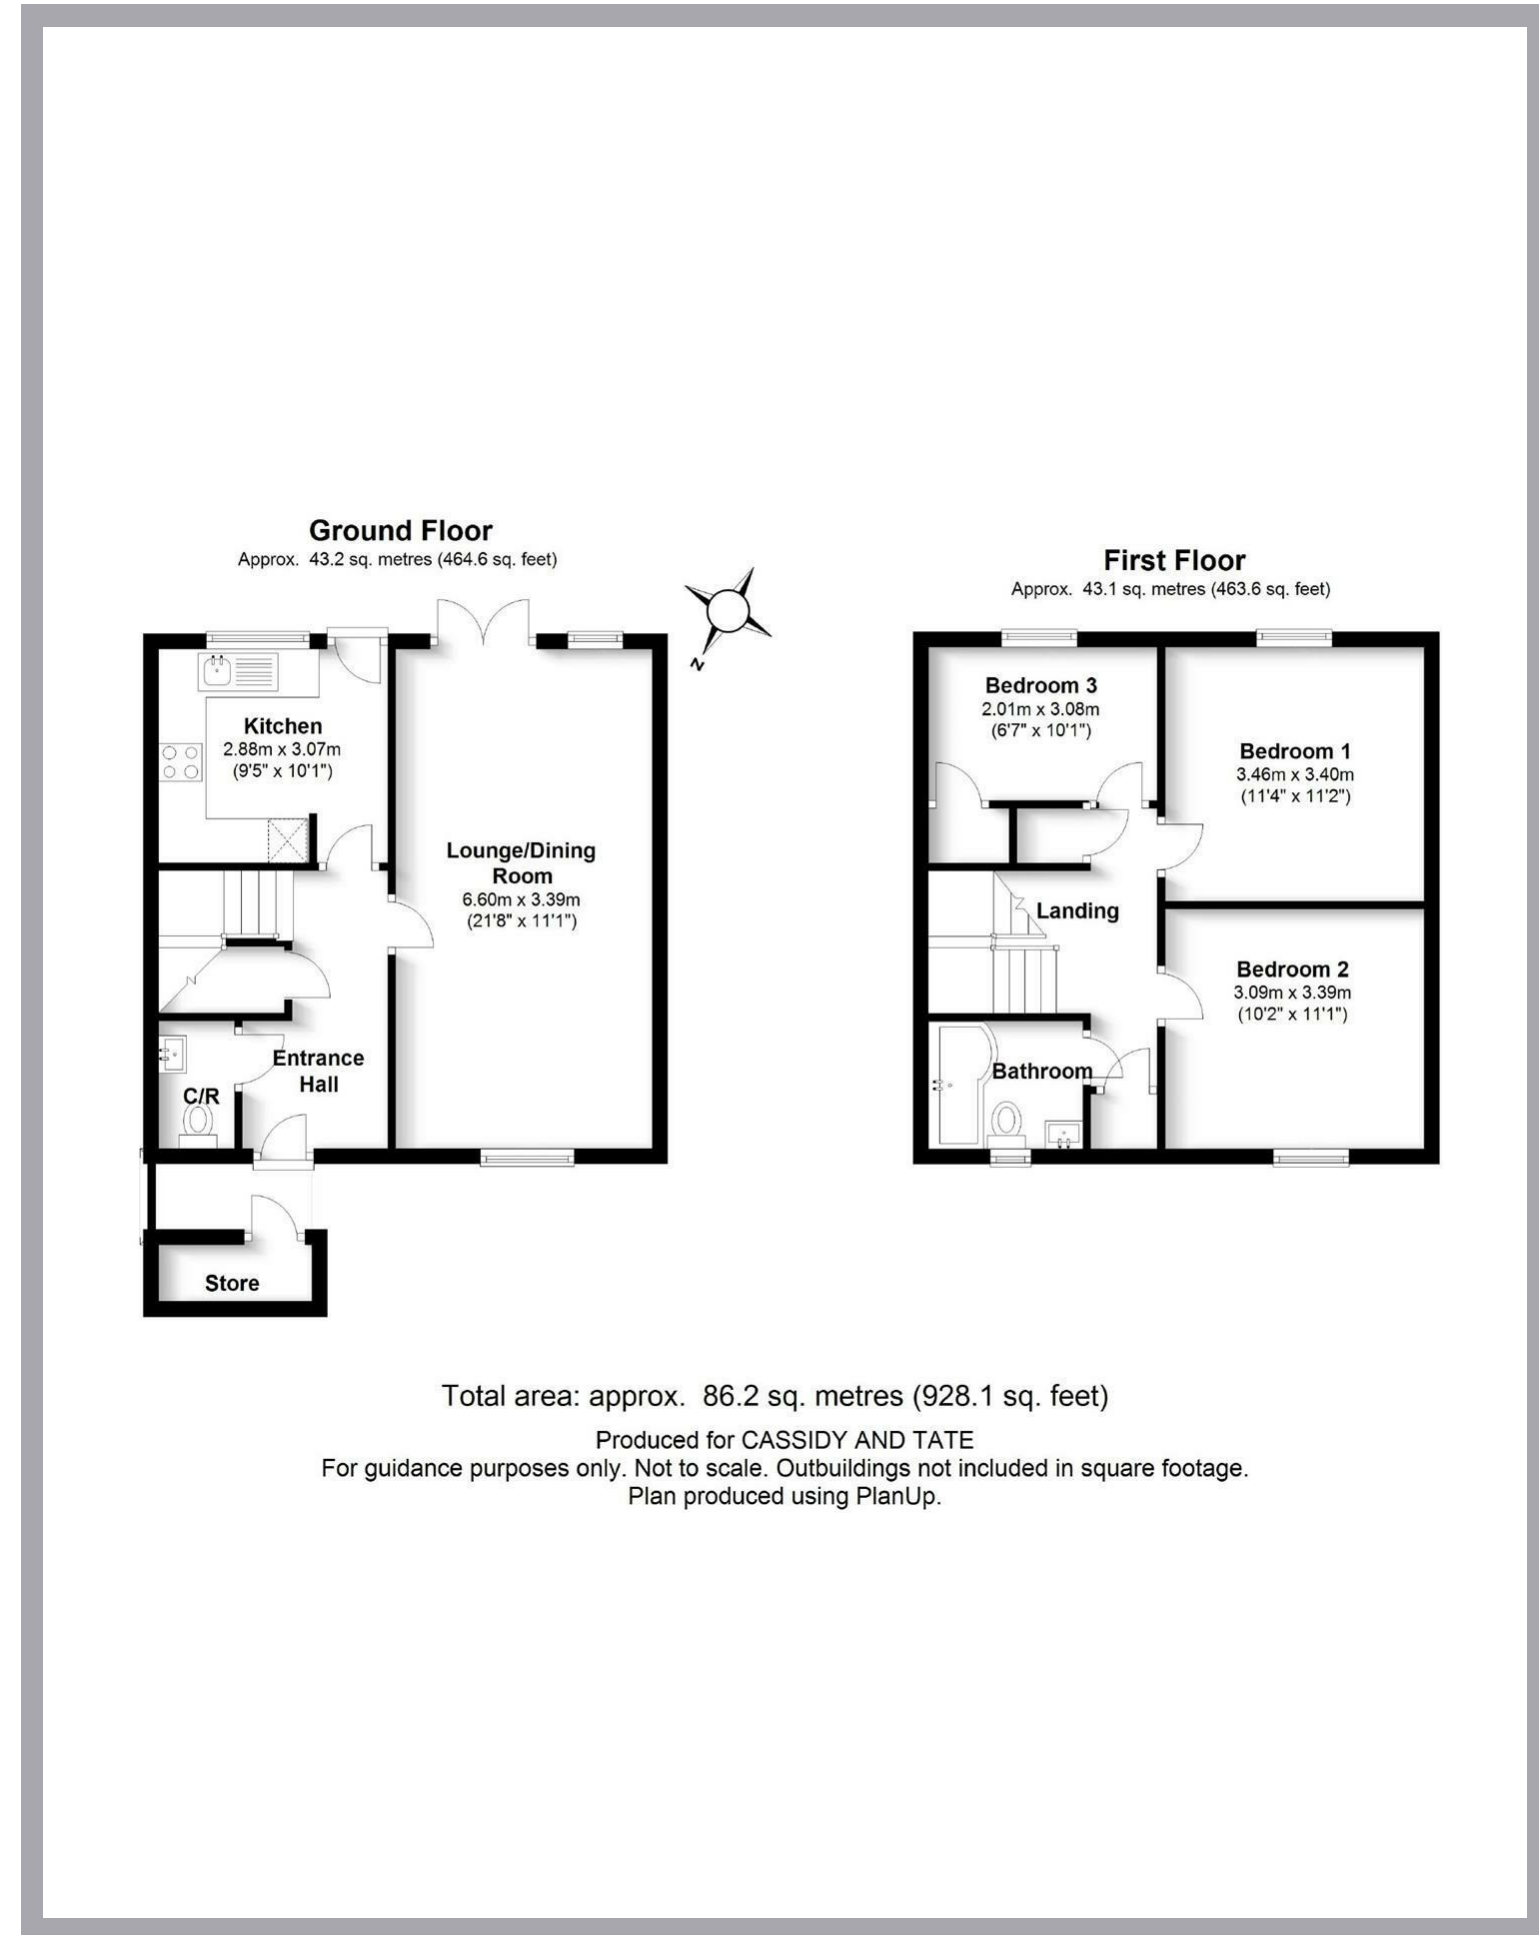 Ground Floor
Approx. 43.2 sq. metres (464.6 sq. feet)
Kitchen
2.88m x 3.07m
(9'5" x 10'1")
Lounge/Dining
Room
6.60m x 3.39m
(21'8" x 11'1")
Entrance
Hall
C/R
Store
N
First Floor
Approx. 43.1 sq. metres (463.6 sq. feet)
Bedroom 3
2.01m x 3.08m
(6'7" x 10'1")
Bedroom 1
3.46m x 3.40m
(11'4" x 11'2")
Landing
Bedroom 2
3.09m x 3.39m
(10'2" x 11'1")
Bathroom
Total area: approx. 86.2 sq. metres (928.1 sq. feet)
Produced for CASSIDY AND TATE
For guidance purposes only. Not to scale. Outbuildings not included in square footage.
Plan produced using PlanUp.